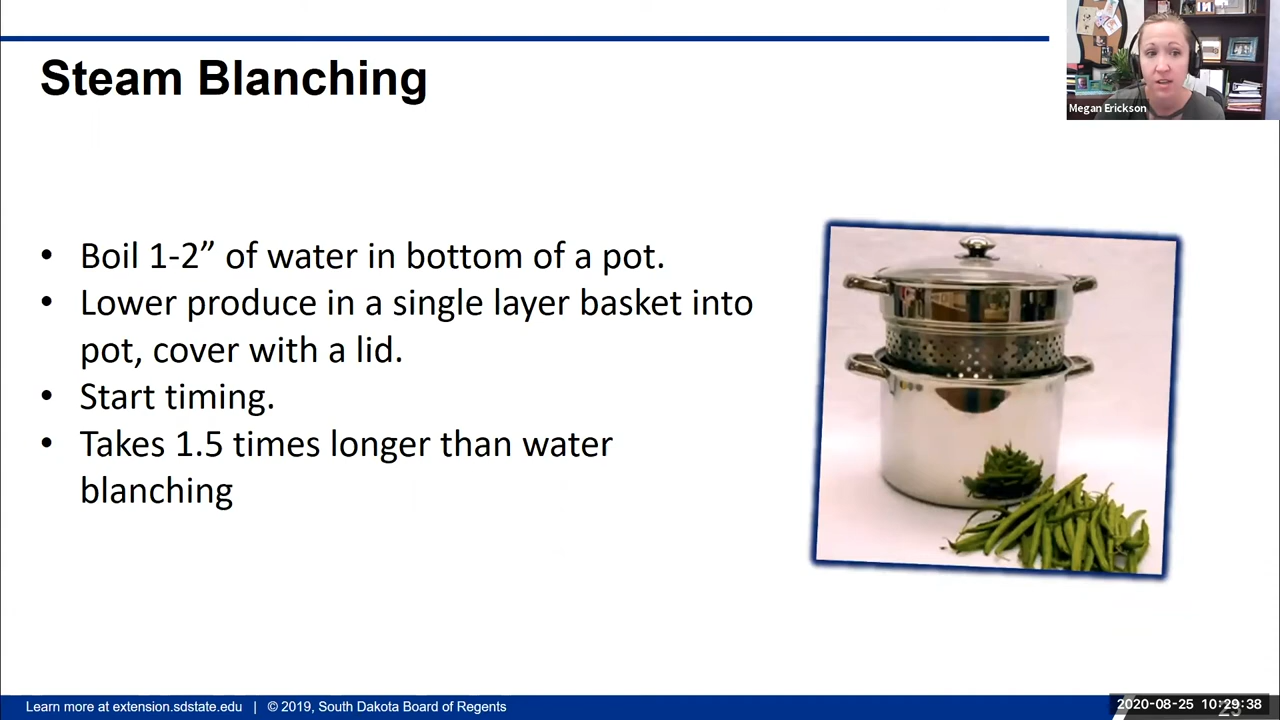 Steam Blanching
Megan Erickson
• Boil 1-2” of water in bottom of a pot.
• Lower produce in a single layer basket into
pot, cover with a lid.
• Start timing.
• Takes 1.5 times longer than water
blanching
Learn more at extension.sdstate.edu | © 2019, South Dakota Board of Regents
2020-08-25 10:29:38